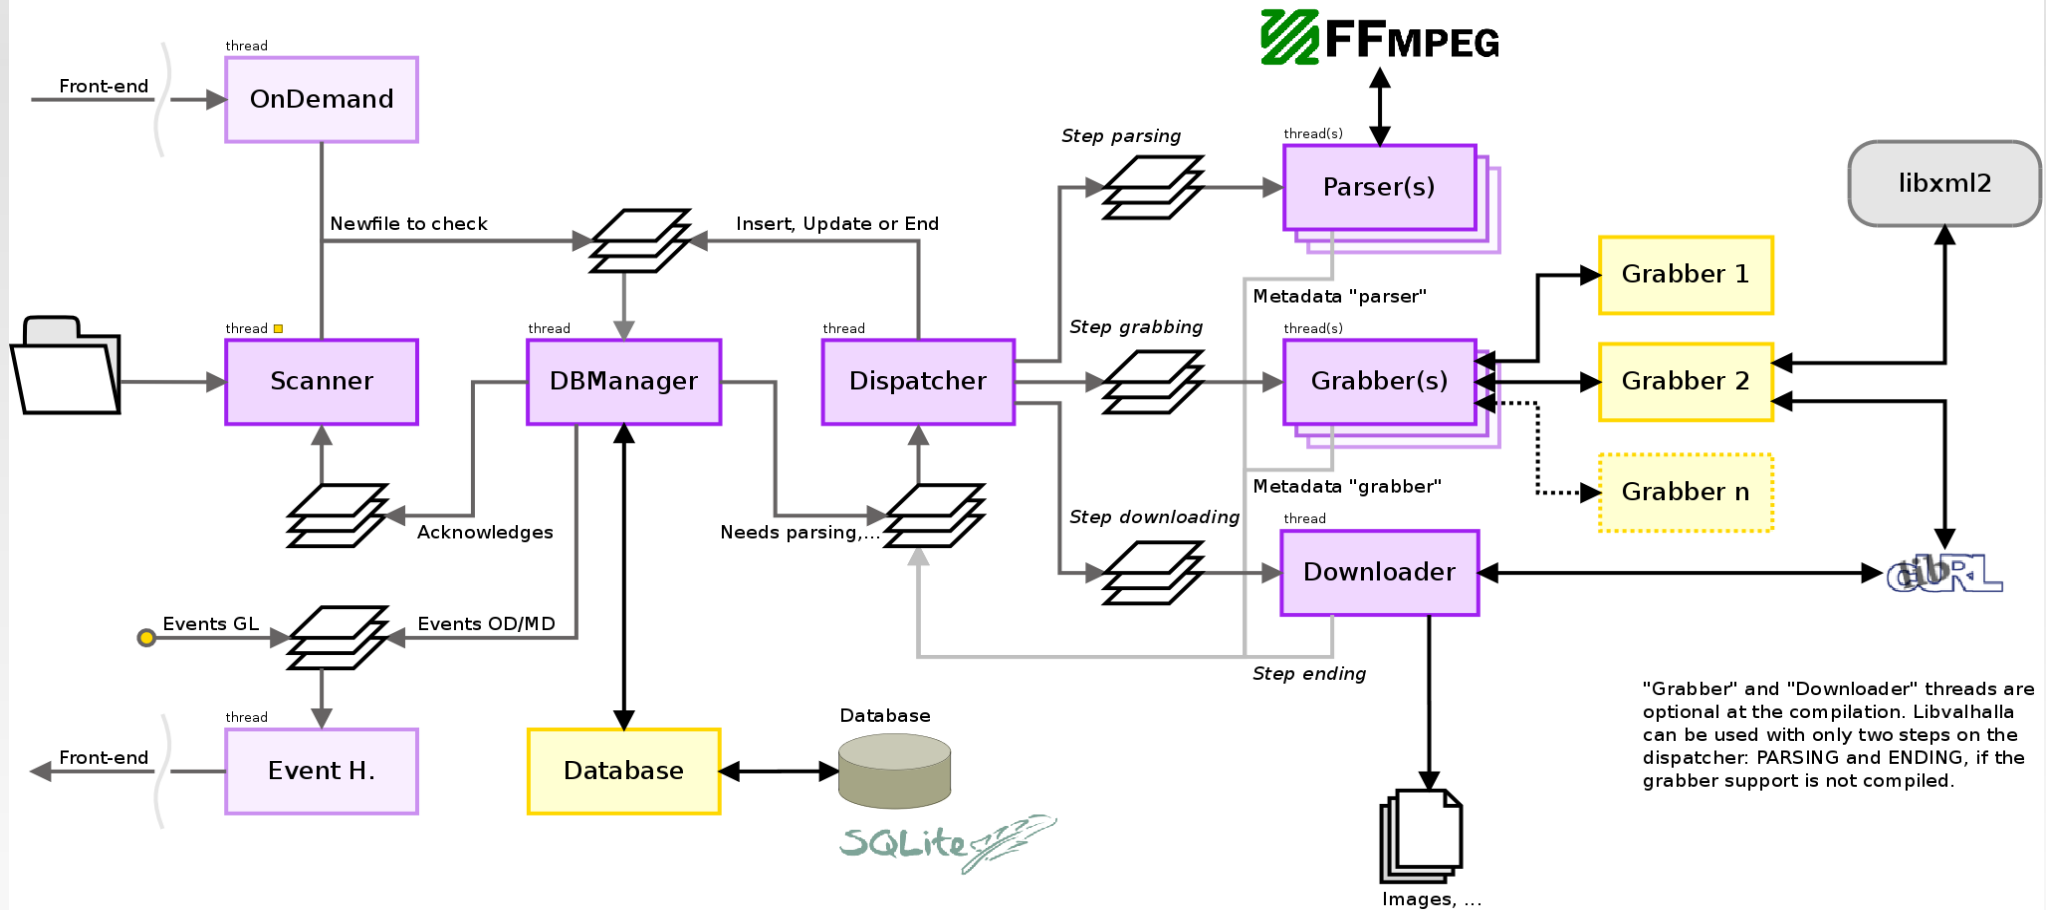 FFMPEG
thread
Front-end
OnDemand
Step parsing
thread(s)
Parser(s)
libxml2
Newfile to check
Insert, Update or End
Metadata "parser"
Grabber 1
thread
Scanner
thread
DBManager
thread
Dispatcher
Step grabbing
thread(s)
Grabber(s)
Grabber 2
Metadata "grabber"
Grabber n
Acknowledges
Needs parsing,...
Step downloading
thread
Downloader
libcURL
Events GL
Events OD/MD
Step ending
thread
Front-end
Event H.
Database
Database
SQLite
"Grabber" and "Downloader" threads are
optional at the compilation. Libvalhalla
can be used with only two steps on the
dispatcher: PARSING and ENDING, if the
grabber support is not compiled.
Images, ...